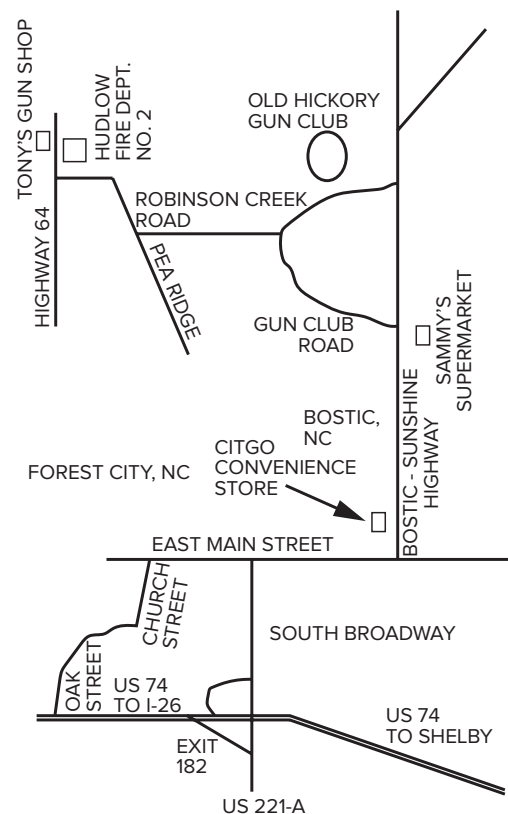 TONY'S GUN SHOP
HUDLOW
FIRE DEPT.
NO. 2
HIGHWAY 64
OLD HICKORY
GUN CLUB
ROBINSON CREEK
ROAD
PEA RIDGE
GUN CLUB
ROAD
SAMMY'S
SUPERMARKET
BOSTIC,
NC
CITGO
CONVENIENCE
STORE
FOREST CITY, NC
BOSTIC - SUNSHINE
HIGHWAY
EAST MAIN STREET
CHURCH
STREET
SOUTH BROADWAY
OAK
STREET
US 74
TO I-26
US 74
TO SHELBY
EXIT
182
US 221-A